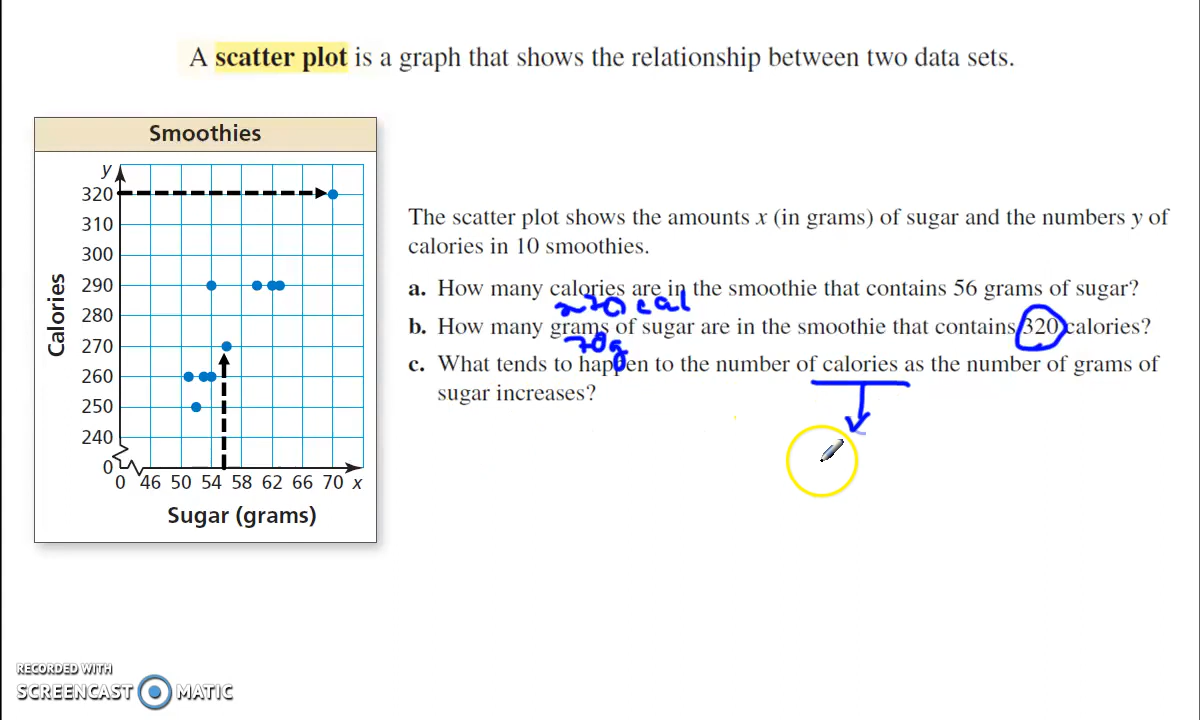 A scatter plot is a graph that shows the relationship between two data sets.
Smoothies
y
320
310
300
290
280
270
260
250
240
0
Calories
0 46 50 54 58 62 66 70 x
Sugar (grams)
The scatter plot shows the amounts x (in grams) of sugar and the numbers y of
calories in 10 smoothies.
a. How many calories are in the smoothie that contains 56 grams of sugar?
cal
b. How many grams of sugar are in the smoothie that contains 320 calories?
70g
c. What tends to happen to the number of calories as the number of grams of
sugar increases?
RECORDED WITH
SCREENCAST MATIC